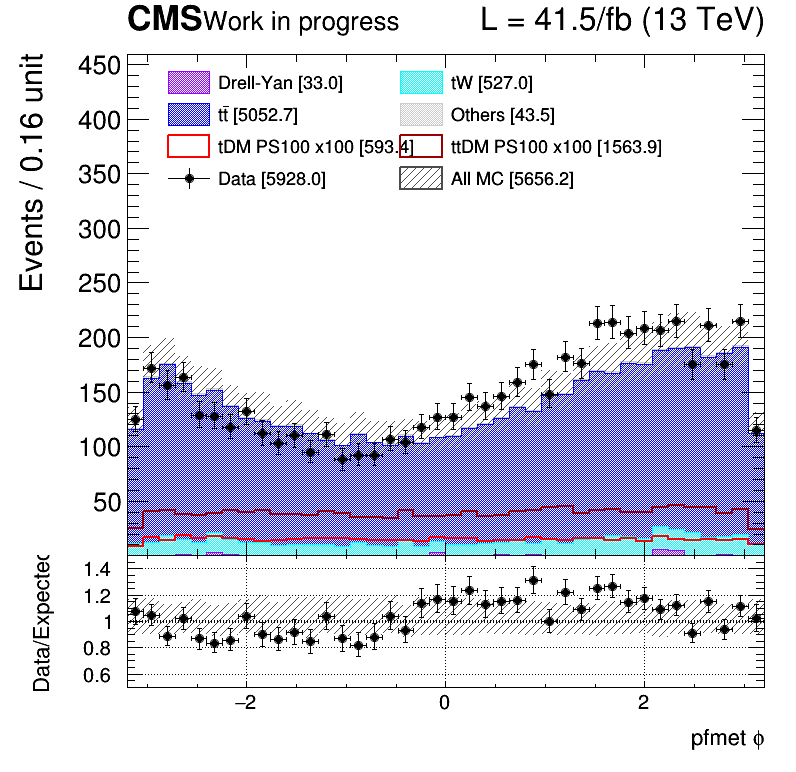 CMS Work in progress L = 41.5/fb (13 TeV)
Events / 0.16 unit
450
400
350
300
250
200
150
100
50
Drell-Yan [33.0] tW [527.0]
tt̄ [5052.7] Others [43.5]
tDM PS100 x100 [593.4] ttDM PS100 x100 [1563.9]
Data [5928.0] All MC [5656.2]
Data/Expected
1.4
1.2
1
0.8
0.6
−2 0 2
pfmet ϕ